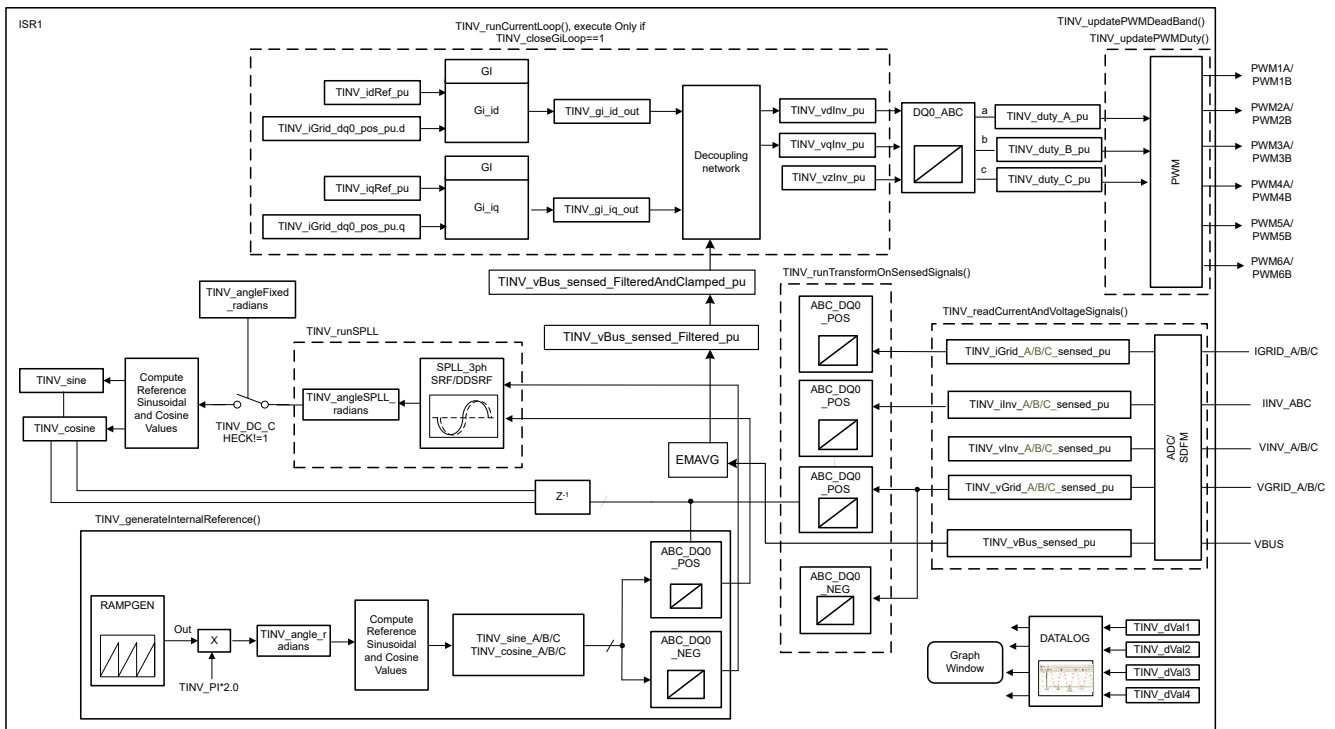 ISR1
TINV_runCurrentLoop(), execute Only if
TINV_closeGiLoop==1
TINV_updatePWMDeadBand()
TINV_updatePWMDuty()
GI
Gi_id
TINV_idRef_pu
TINV_iGrid_dq0_pos_pu.d
TINV_gi_id_out
GI
Gi_iq
TINV_iqRef_pu
TINV_iGrid_dq0_pos_pu.q
TINV_gi_iq_out
Decoupling
network
TINV_vdInv_pu
TINV_vqInv_pu
TINV_vzInv_pu
DQ0_ABC
a
b
c
TINV_duty_A_pu
TINV_duty_B_pu
TINV_duty_C_pu
PWM
PWM1A/
PWM1B
PWM2A/
PWM2B
PWM3A/
PWM3B
PWM4A/
PWM4B
PWM5A/
PWM5B
PWM6A/
PWM6B
TINV_vBus_sensed_FilteredAndClamped_pu
TINV_vBus_sensed_Filtered_pu
EMAVG
TINV_angleFixed
_radians
TINV_runSPLL
SPLL_3ph
SRF/DDSRF
TINV_angleSPLL_
radians
TINV_DC_C
HECK!=1
Compute
Reference
Sinusoidal
and Cosine
Values
TINV_sine
TINV_cosine
Z-1
TINV_runTransformOnSensedSignals()
ABC_DQ0
_POS
ABC_DQ0
_POS
ABC_DQ0
_POS
ABC_DQ0
_NEG
TINV_readCurrentAndVoltageSignals()
TINV_iGrid_A/B/C_sensed_pu
TINV_iInv_A/B/C_sensed_pu
TINV_vInv_A/B/C_sensed_pu
TINV_vGrid_A/B/C_sensed_pu
TINV_vBus_sensed_pu
ADC/
SDFM
IGRID_A/B/C
IINV_ABC
VINV_A/B/C
VGRID_A/B/C
VBUS
TINV_generateInternalReference()
RAMPGEN
Out
X
TINV_PI*2.0
TINV_angle_r
adians
Compute
Reference
Sinusoidal
and Cosine
Values
TINV_sine_A/B/C
TINV_cosine_A/B/C
ABC_DQ0
_POS
ABC_DQ0
_NEG
Graph
Window
DATALOG
TINV_dVal1
TINV_dVal2
TINV_dVal3
TINV_dVal4